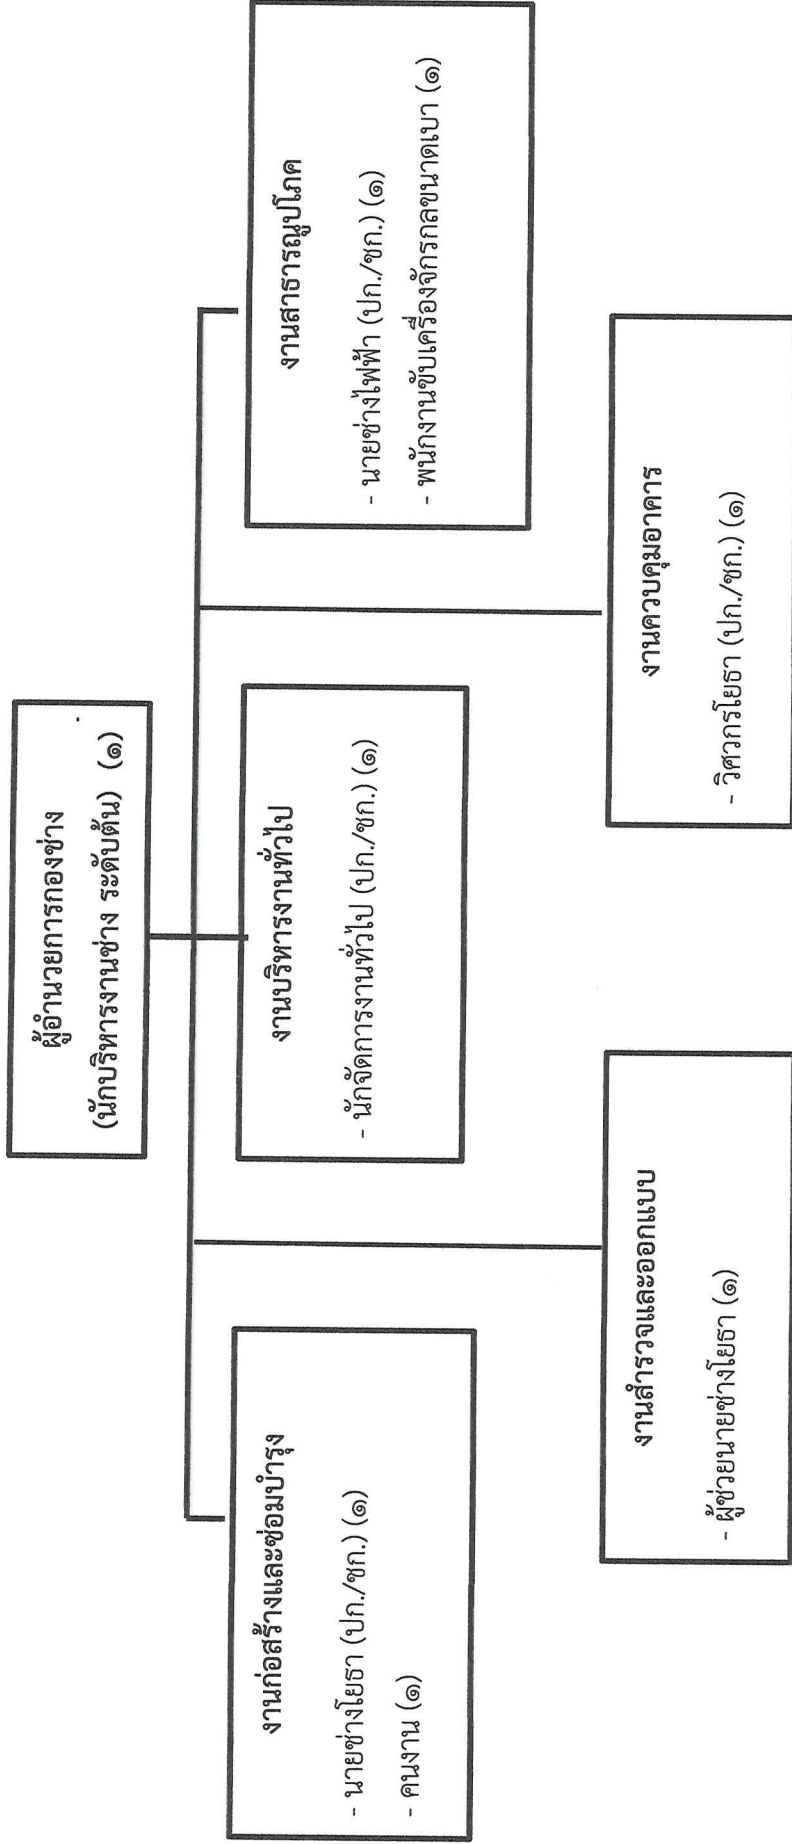 ผู้อำนวยการกองช่าง
(นักบริหารงานช่าง ระดับต้น) (๑)
งานก่อสร้างและซ่อมบำรุง
- นายช่างโยธา (ปก./ชก.) (๑)
- คนงาน (๑)
งานบริหารงานทั่วไป
- นักจัดการงานทั่วไป (ปก./ชก.) (๑)
งานสาธารณูปโภค
- นายช่างไฟฟ้า (ปก./ชก.) (๑)
- พนักงานขับเครื่องจักรกลขนาดเบา (๑)
งานสำรวจและออกแบบ
- ผู้ช่วยนายช่างโยธา (๑)
งานควบคุมอาคาร
- วิศวกรโยธา (ปก./ชก.) (๑)